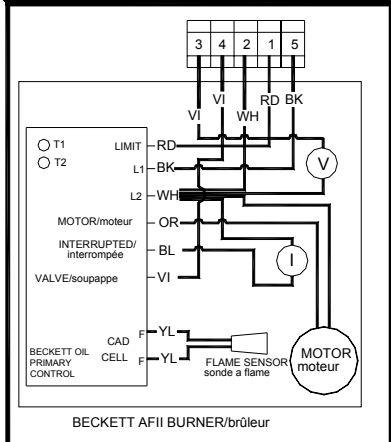 3 4 2 1 5
VI VI WH RD BK
T1
T2
LIMIT RD
L1 BK
L2 WH
V
MOTOR/moteur OR
INTERRUPTED/
interrompée BL
I
VALVE/soupappe VI
F YL
CAD
CELL
F YL
BECKETT OIL
PRIMARY
CONTROL
FLAME SENSOR
sonde a flame
MOTOR
moteur
BECKETT AFII BURNER/brûleur